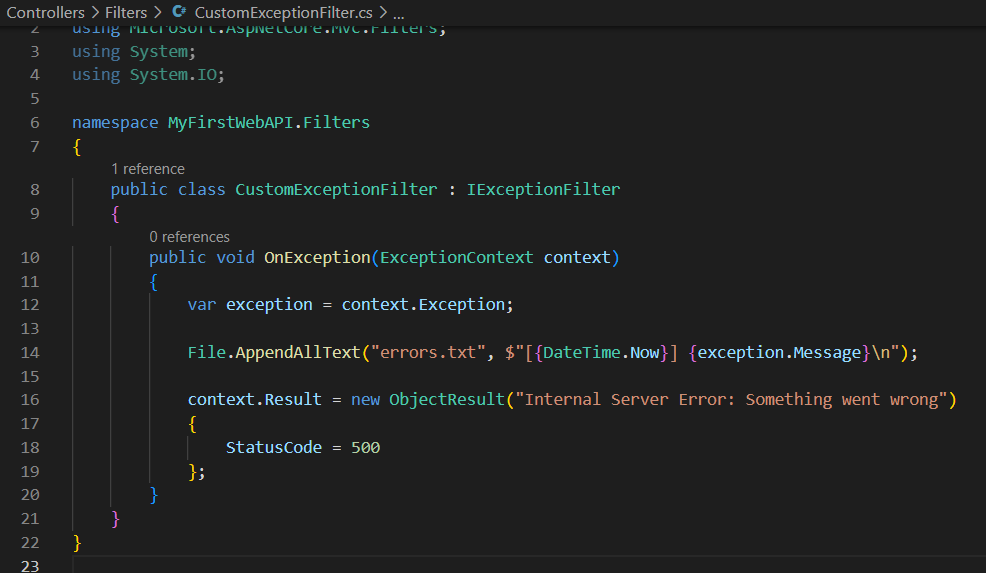 Controllers > Filters > C# CustomExceptionFilter.cs > ...
2 using Microsoft.AspNetCore.Mvc.Filters;
3 using System;
4 using System.IO;
5
6 namespace MyFirstWebAPI.Filters
7 {
1 reference
8 public class CustomExceptionFilter : IExceptionFilter
9 {
0 references
10 public void OnException(ExceptionContext context)
11 {
12 var exception = context.Exception;
13
14 File.AppendAllText("errors.txt", $"[{DateTime.Now}] {exception.Message}\n");
15
16 context.Result = new ObjectResult("Internal Server Error: Something went wrong")
17 {
18 StatusCode = 500
19 };
20 }
21 }
22 }
23